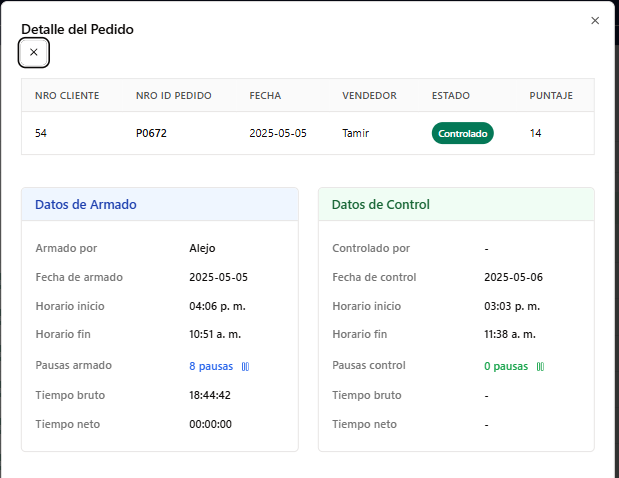 Detalle del Pedido
NRO CLIENTE NRO ID PEDIDO FECHA VENDEDOR ESTADO PUNTAJE
54 P0672 2025-05-05 Tamir Controlado 14
Datos de Armado
Armado por Alejo
Fecha de armado 2025-05-05
Horario inicio 04:06 p. m.
Horario fin 10:51 a. m.
Pausas armado 8 pausas
Tiempo bruto 18:44:42
Tiempo neto 00:00:00
Datos de Control
Controlado por -
Fecha de control 2025-05-06
Horario inicio 03:03 p. m.
Horario fin 11:38 a. m.
Pausas control 0 pausas
Tiempo bruto -
Tiempo neto -